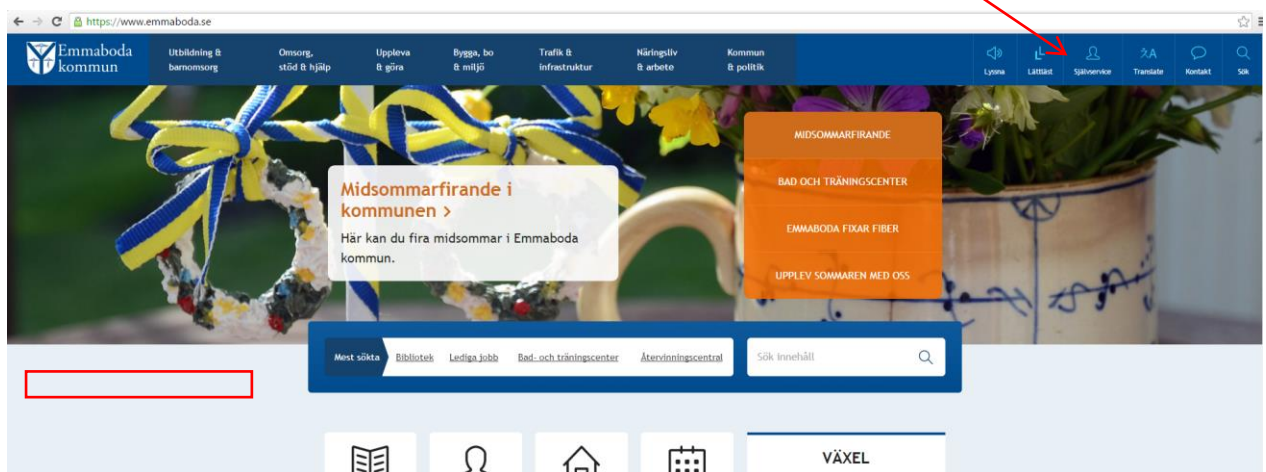 https://www.emmaboda.se
Emmaboda
kommun
Utbildning &
barnomsorg
Omsorg,
stöd & hjälp
Uppleva
& göra
Bygga, bo
& miljö
Trafik &
infrastruktur
Näringsliv
& arbete
Kommun
& politik
Lyssna
LL
Lättläst
Självservice
Translate
Kontakt
Sök
MIDSOMMARFIRANDE
BAD OCH TRÄNINGSCENTER
EMMABODA FIXAR FIBER
UPPLEV SOMMAREN MED OSS
Midsommarfirande i
kommunen >
Här kan du fira midsommar i Emmaboda
kommun.
Mest sökta Bibliotek Lediga jobb Bad- och träningscenter Återvinningscentral
Sök innehåll
VÄXEL